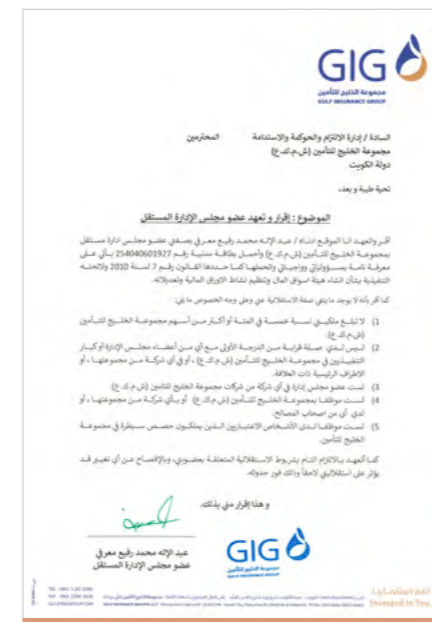 GIG
مجموعة الخليج للتأمين
GULF INSURANCE GROUP
السادة / إدارة الالتزام والحوكمة والاستدامة المحترمين
مجموعة الخليج للتأمين (ش.م.ك.ع)
دولة الكويت
تحية طيبة وبعد،
الموضوع : إقرار و تعهد عضو مجلس الإدارة المستقل
أقر وأتعهد أنا الموقع أدناه / عبد الإله محمد رفيع معرفي بصفتي عضو مجلس ادارة مستقل
بمجموعة الخليج للتأمين (ش.م.ك.ع) وأحمل بطاقة مدنية رقم 254040601927 بأني على
معرفة تامة بمسؤولياتي وواجباتي والحملها كما حددها القانون رقم 7 لسنة 2010 ولائحته
التنفيذية بشأن انشاء هيئة اسواق المال وتنظيم نشاط الاوراق المالية وتعديلاته.
كما أقر بأنه لا يوجد ما ينفي صفة الاستقلالية عني وعلى وجه الخصوص ما يلي:
1) لا تبلغ ملكيتي نسبة خمسة في المئة أو أكثر من أسهم مجموعة الخليج للتأمين
(ش.م.ك.ع).
2) ليس لدي صلة قرابة من الدرجة الأولى مع أي من أعضاء مجلس الإدارة أو كبار
التنفيذيين في مجموعة الخليج للتأمين (ش.م.ك.ع) ، أو في أي شركة من مجموعتها ، أو
الاطراف الرئيسية ذات العلاقة.
3) لست عضو مجلس إدارة في أي شركة من شركات مجموعة الخليج للتامين (ش.م.ك.ع)
4) لست موظفا بمجموعة الخليج للتأمين (ش.م.ك.ع) أو بأي شركة من مجموعتها ، أو
لدى أي من اصحاب المصالح.
5) لست موظفا لدى الأشخاص الاعتباريين الذين يملكون حصص سيطرة في مجموعة
الخليج للتأمين.
كما أتعهد بالالتزام التام بشروط الاستقلالية المتعلقة بعضويتي، وبالإفصاح عن أي تغيير قد
يؤثر على استقلاليتي لاحقاً وذلك فور حدوثه.
و هذا إقرار مني بذلك.
عبد الإله محمد رفيع معرفي
عضو مجلس الإدارة المستقل
GIG
مجموعة الخليج للتأمين
GULF INSURANCE GROUP
Invested in You